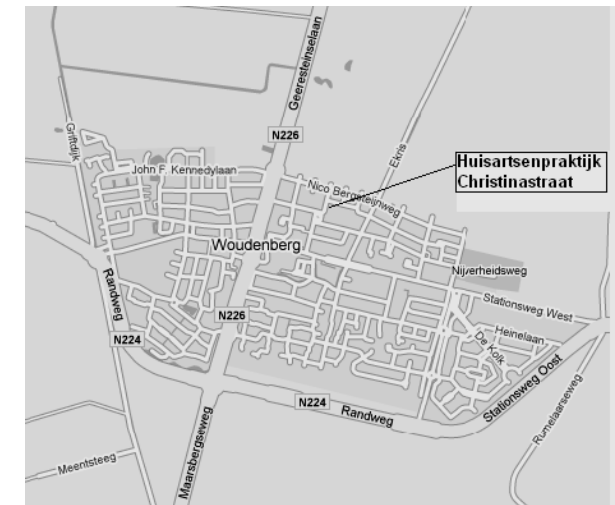 Geeresteinselaan
Griftdijk
N226
Ekris
Huisartsenpraktijk
Christinastraat
John F. Kennedylaan
Nico Bergsteijnweg
Woudenberg
Nijverheidsweg
Randweg
Stationsweg West
N226
Heinelaan
N224
De Kolk
Stationsweg Oost
N224
Randweg
Rumelaarseweg
Maarsbergseweg
Meentsteeg